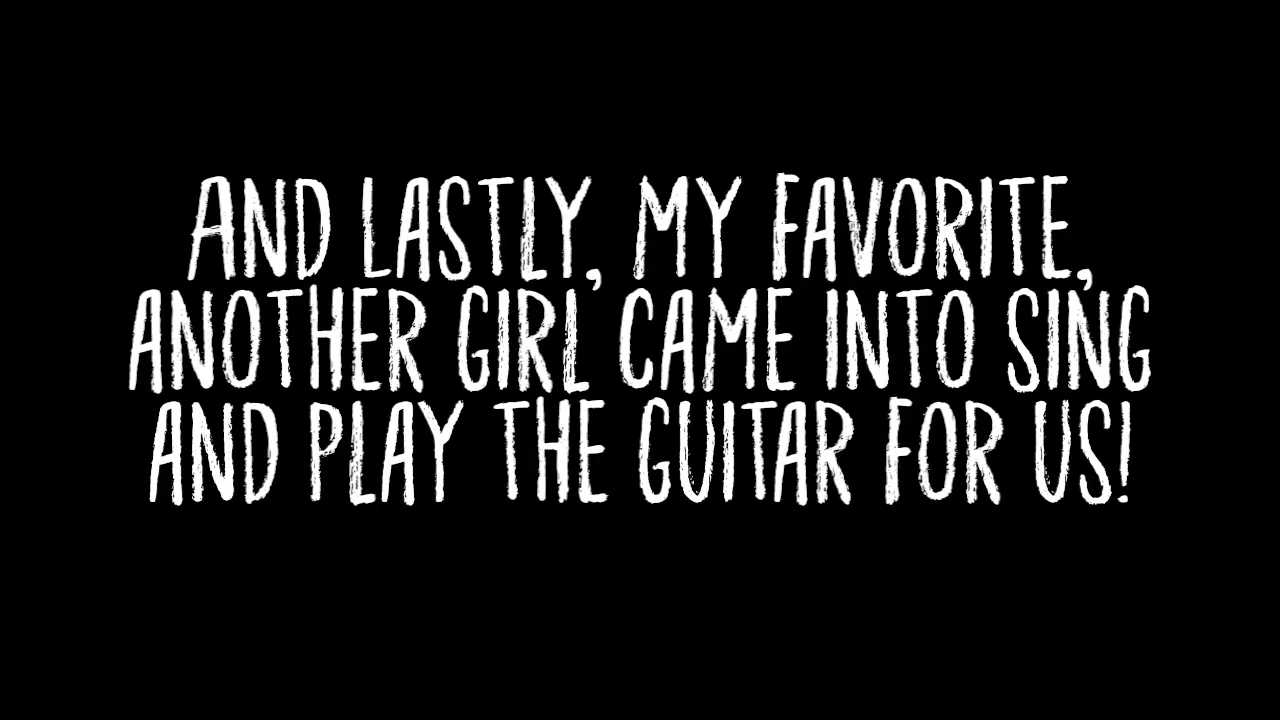 AND LASTLY, MY FAVORITE,
ANOTHER GIRL CAME INTO SING
AND PLAY THE GUITAR FOR US!